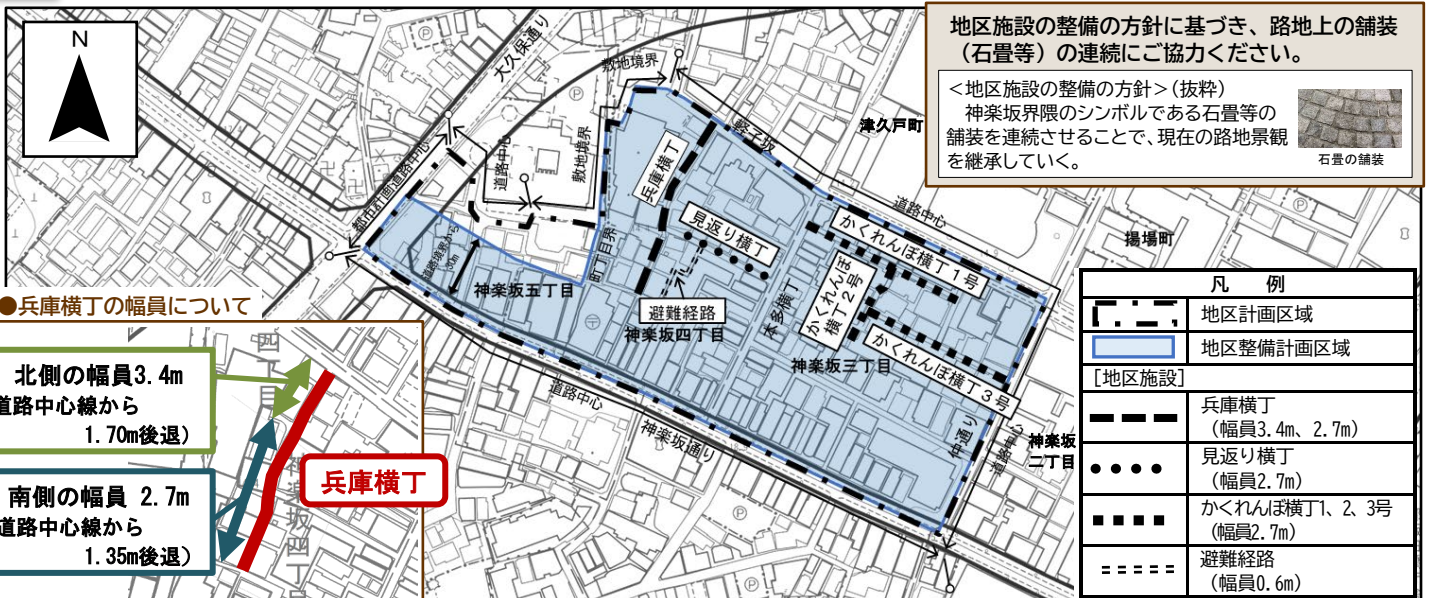 N
地区施設の整備の方針に基づき、路地上の舗装
（石畳等）の連続にご協力ください。
＜地区施設の整備の方針＞（抜粋）
神楽坂界隈のシンボルである石畳等の
舗装を連続させることで、現在の路地景観
を継承していく。
石畳の舗装
大久保通り
敷地境界
軽子坂
津久戸町
都市計画道路中心
道路中心
敷地境界
兵庫横丁
見返り横丁
道路中心
かくれんぼ横丁１号
揚場町
道路境界から
30m
神楽坂五丁目
町丁目界
避難経路
神楽坂四丁目
本多横丁
かくれんぼ
横丁２号
神楽坂三丁目
かくれんぼ横丁３号
道路中心
神楽坂通り
仲通り
道路中心
神楽坂
二丁目
●兵庫横丁の幅員について
北側の幅員3.4m
道路中心線から
1.70m後退）
南側の幅員 2.7m
道路中心線から
1.35m後退）
兵庫横丁
凡　例
地区計画区域
地区整備計画区域
［地区施設］
兵庫横丁
（幅員3.4m、2.7m）
見返り横丁
（幅員2.7m）
かくれんぼ横丁1、2、3号
（幅員2.7m）
避難経路
（幅員0.6m）